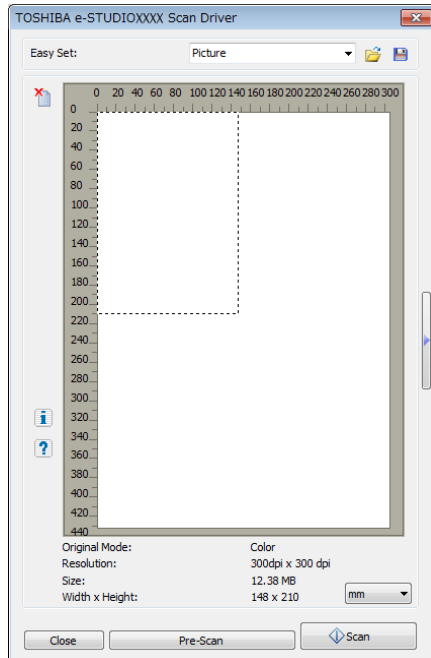 TOSHIBA e-STUDIOXXXX Scan Driver
Easy Set: Picture
0 20 40 60 80 100 120 140 160 180 200 220 240 260 280 300
0
20
40
60
80
100
120
140
160
180
200
220
240
260
280
300
320
340
360
380
400
420
440
Original Mode: Color
Resolution: 300dpi x 300 dpi
Size: 12.38 MB
Width x Height: 148 x 210 mm
Close Pre-Scan Scan